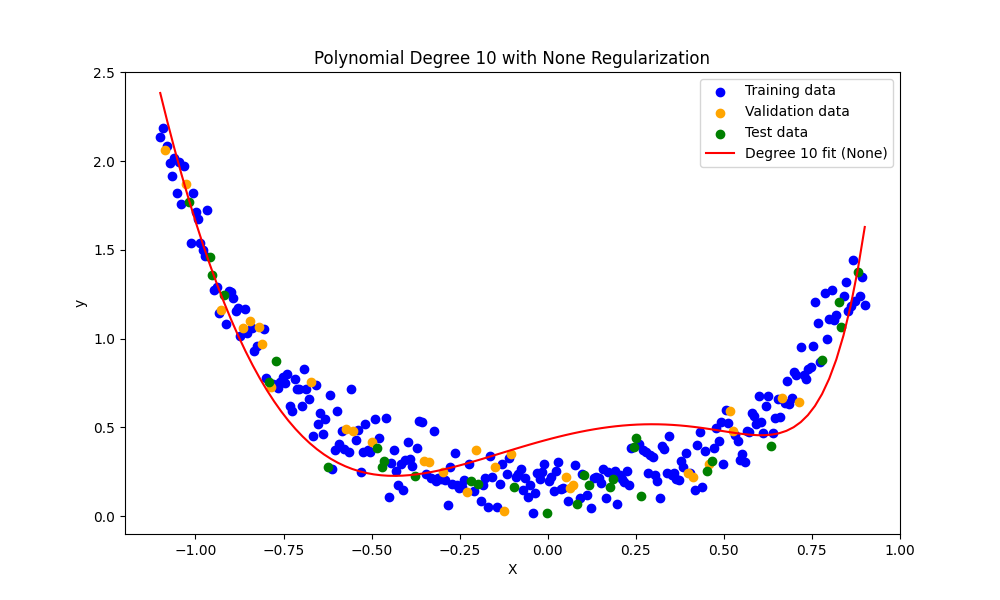 Polynomial Degree 10 with None Regularization
2.5
2.0
1.5
1.0
0.5
0.0
y
Training data
Validation data
Test data
Degree 10 fit (None)
−1.00 −0.75 −0.50 −0.25 0.00 0.25 0.50 0.75 1.00
X